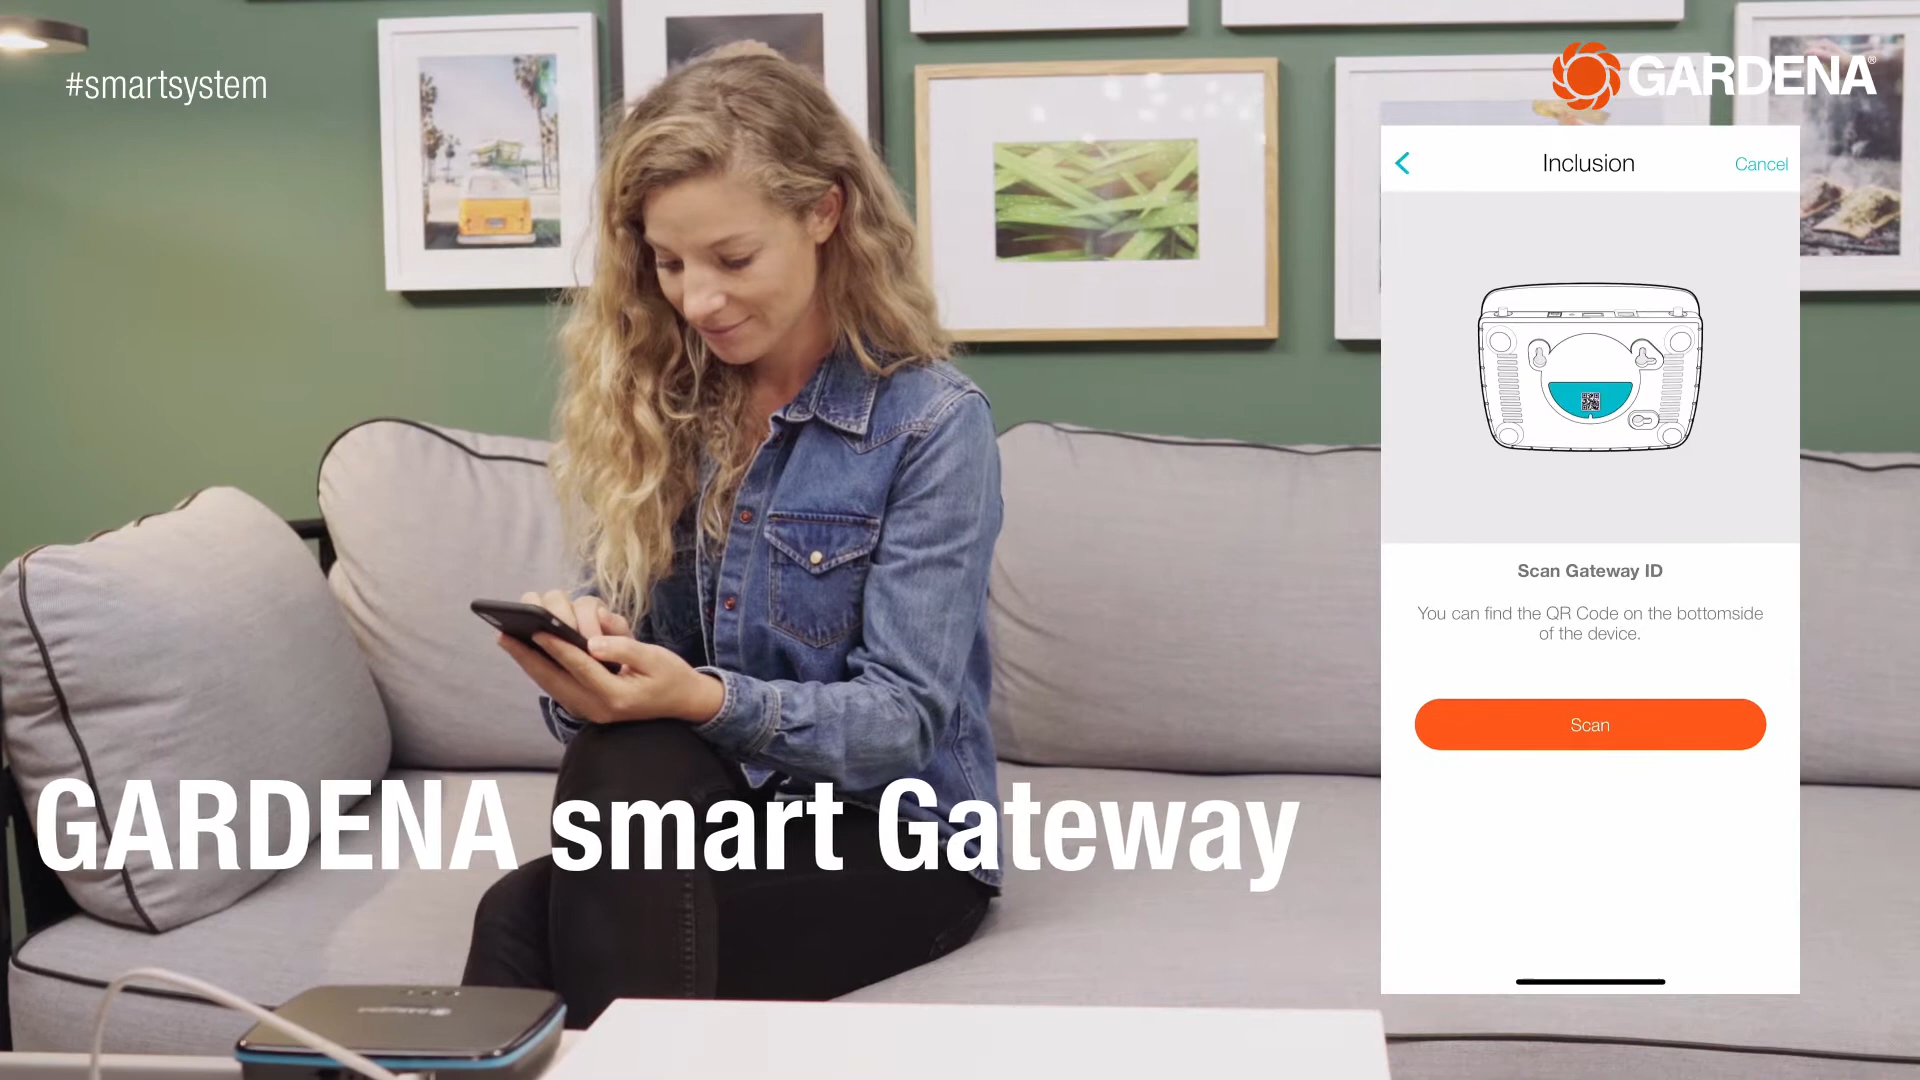 #smartsystem
GARDENA®
Inclusion
Cancel
Scan Gateway ID
You can find the QR Code on the bottomside
of the device.
Scan
GARDENA smart Gateway